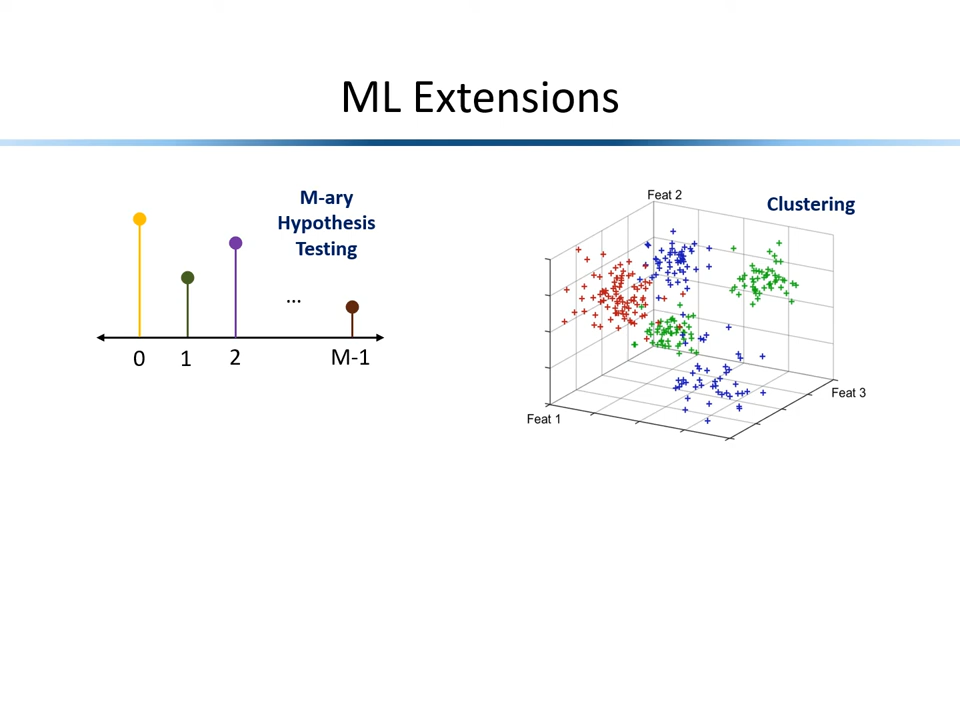 ML Extensions
M-ary
Hypothesis
Testing
...
0 1 2 M-1
Clustering
Feat 2
Feat 3
Feat 1